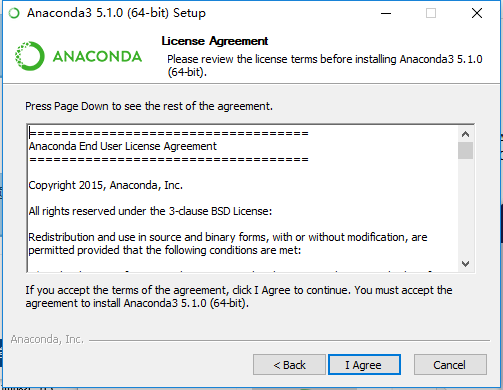 Anaconda3 5.1.0 (64-bit) Setup
ANACONDA
License Agreement
Please review the license terms before installing Anaconda3 5.1.0
(64-bit).
Press Page Down to see the rest of the agreement.
===================================
Anaconda End User License Agreement
===================================
Copyright 2015, Anaconda, Inc.
All rights reserved under the 3-clause BSD License:
Redistribution and use in source and binary forms, with or without modification, are
permitted provided that the following conditions are met:
If you accept the terms of the agreement, click I Agree to continue. You must accept the
agreement to install Anaconda3 5.1.0 (64-bit).
Anaconda, Inc.
< Back
I Agree
Cancel